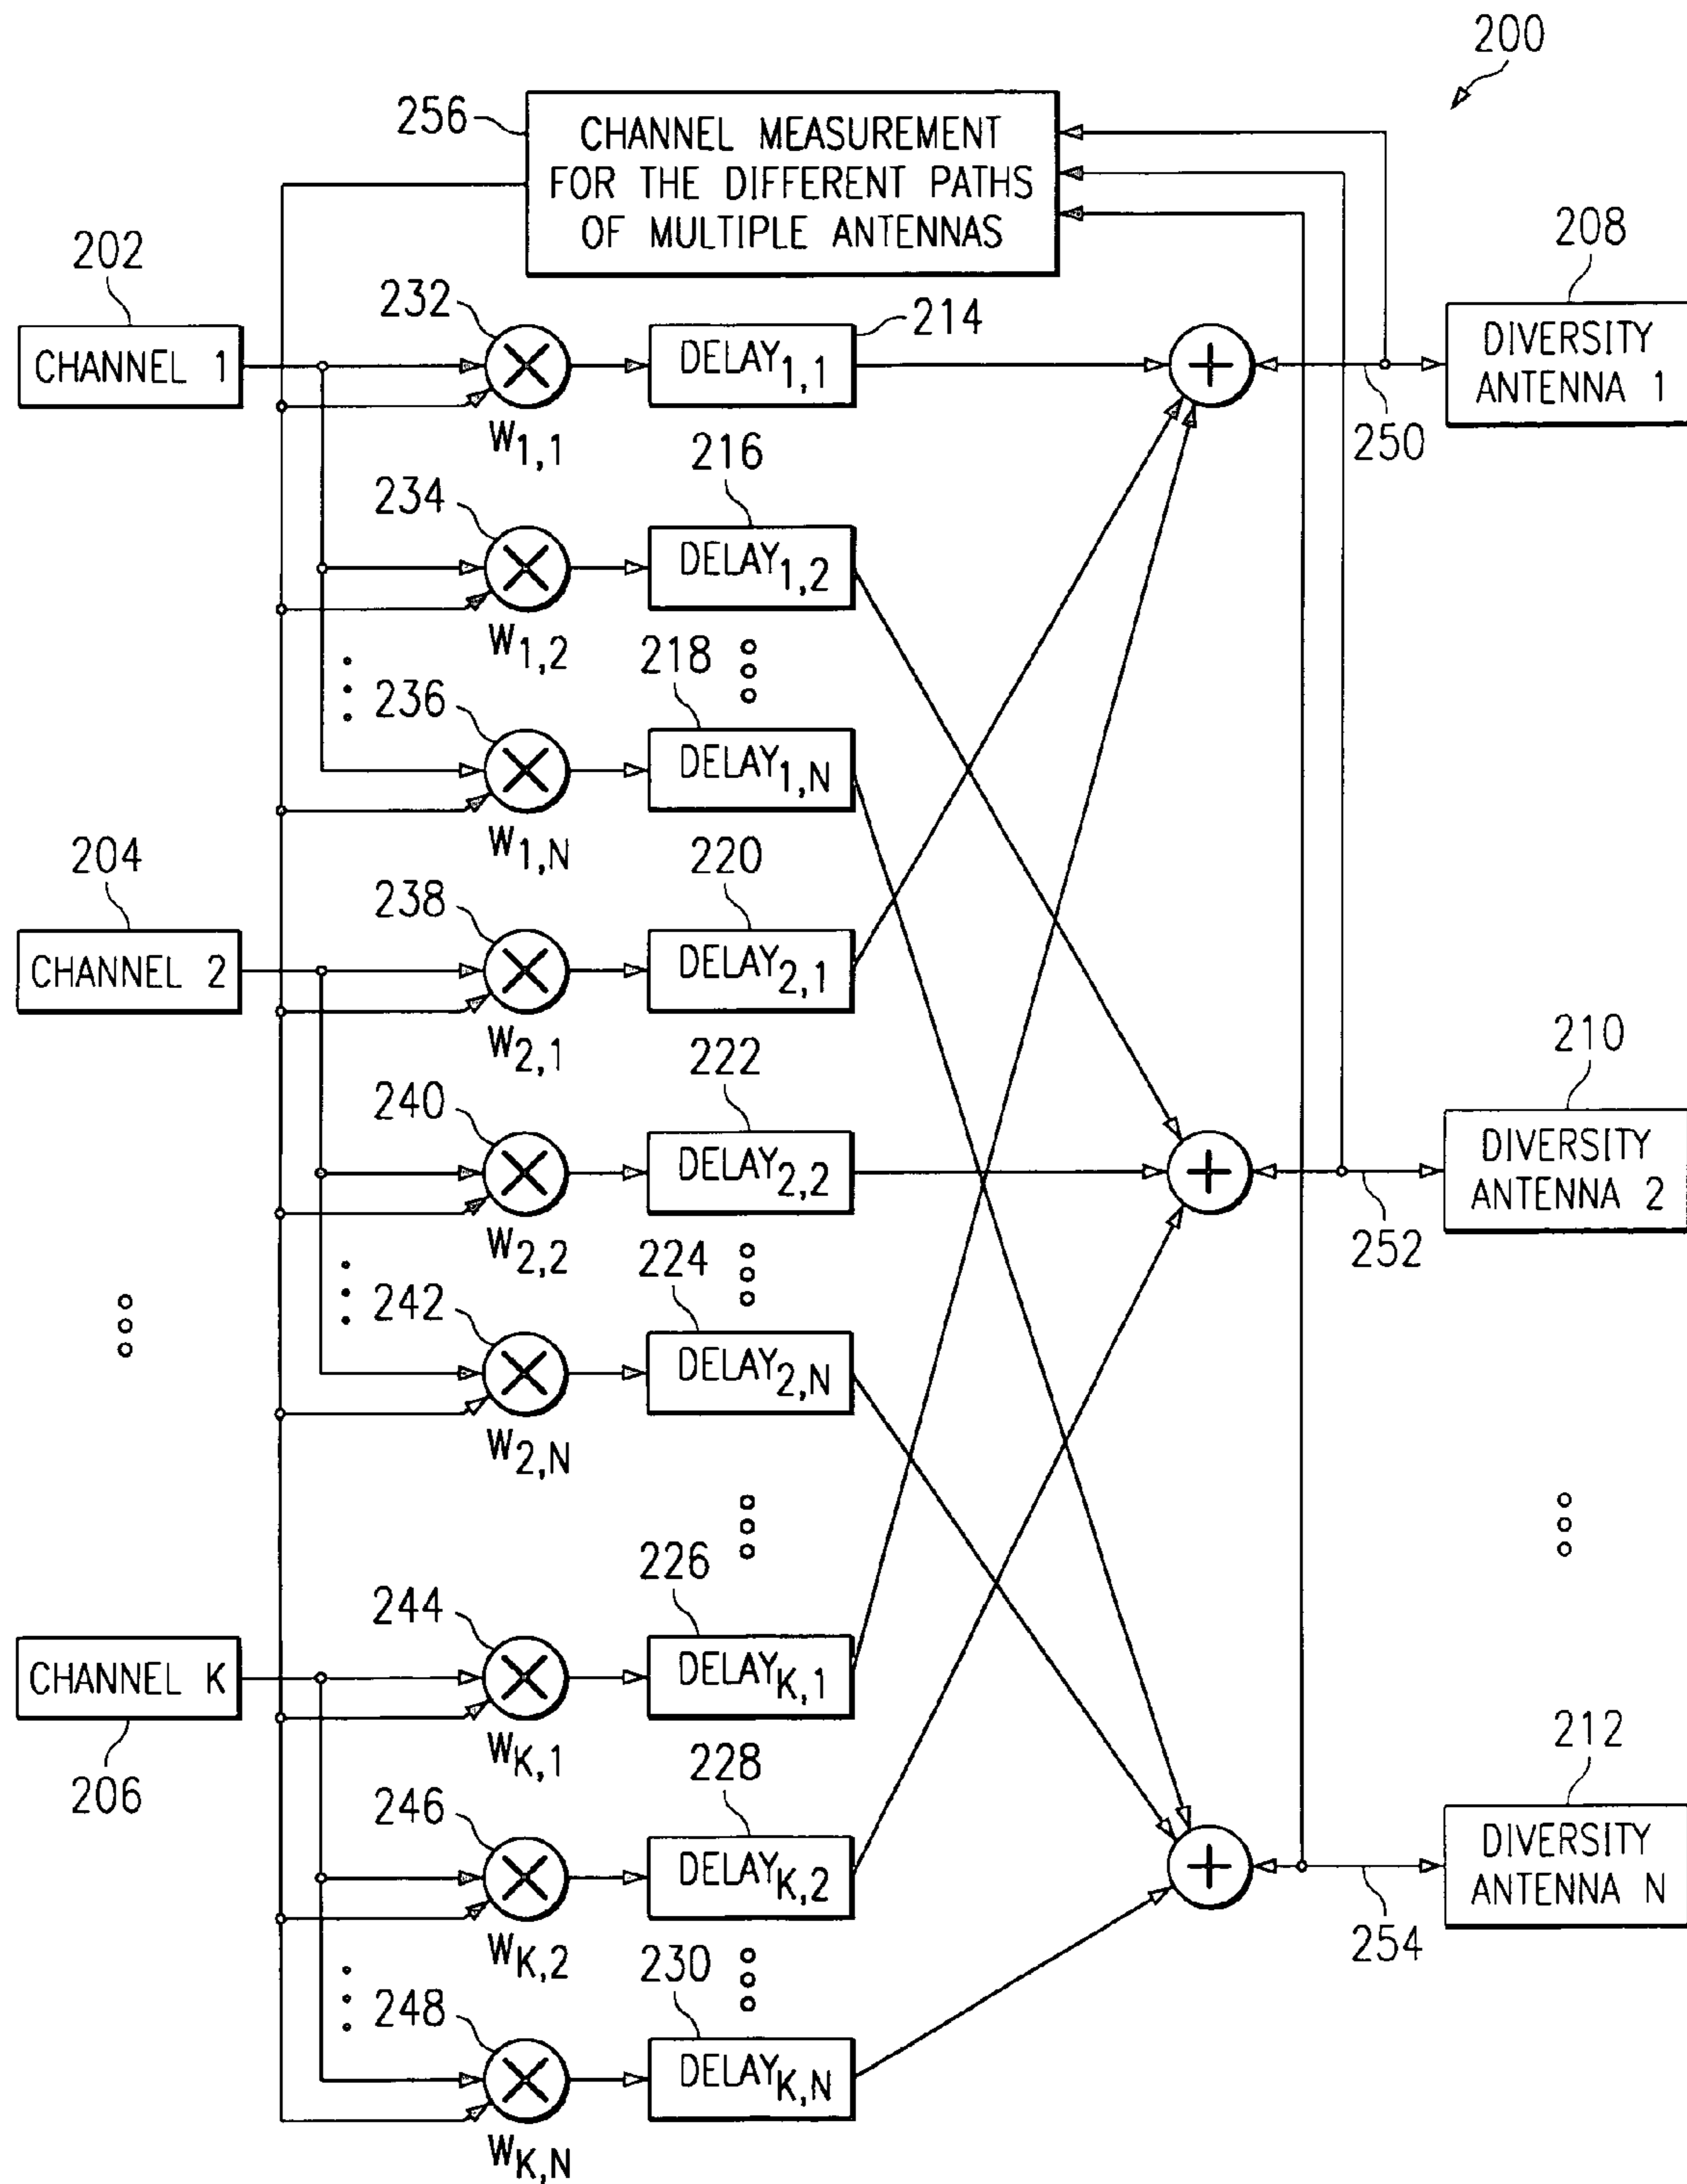 200
256
CHANNEL MEASUREMENT
FOR THE DIFFERENT PATHS
OF MULTIPLE ANTENNAS
202
CHANNEL 1
232
W1,1
DELAY1,1
214
250
208
DIVERSITY
ANTENNA 1
234
W1,2
216
DELAY1,2
236
W1,N
218
DELAY1,N
204
CHANNEL 2
238
W2,1
220
DELAY2,1
240
W2,2
222
DELAY2,2
252
210
DIVERSITY
ANTENNA 2
242
W2,N
224
DELAY2,N
CHANNEL K
206
244
WK,1
226
DELAYK,1
246
WK,2
228
DELAYK,2
254
212
DIVERSITY
ANTENNA N
248
WK,N
230
DELAYK,N